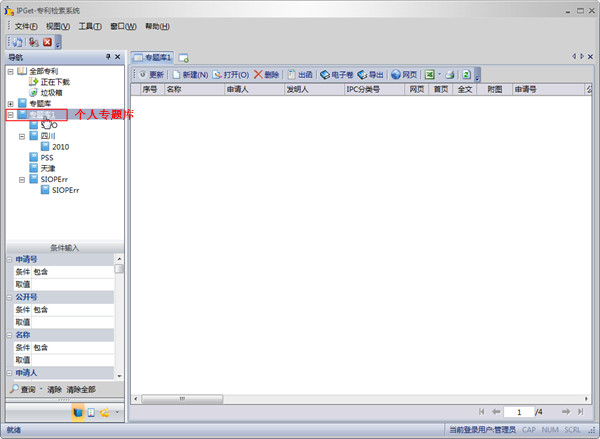 IPGet-专利检索系统
文件(F) 视图(V) 工具(T) 窗口(W) 帮助(H)
导航
全部专利
正在下载
垃圾箱
专题库
专题库1 个人专题库
四川
2010
PSS
天津
SIOPErr
SIOPErr
条件输入
申请号
条件 包含
取值
公开号
条件 包含
取值
名称
条件 包含
取值
申请人
查询 清除 清除全部
专题库1
更新 新建(N) 打开(O) 删除 出函 电子卷 导出 网页
序号 名称 申请人 发明人 IPC分类号 网页 首页 全文 附图 申请号
1 /4
就绪 当前登录用户:管理员 CAP NUM SCRL